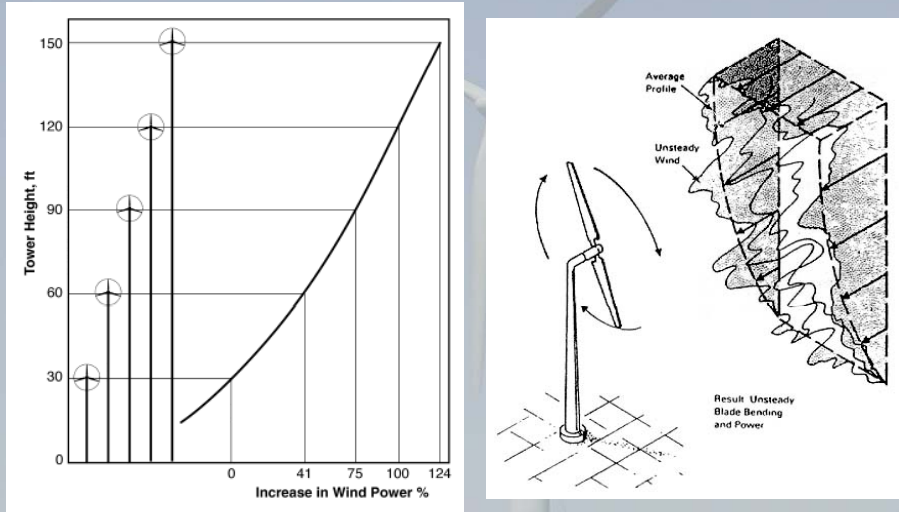 150
120
90
60
30
0
Tower Height, ft
0 41 75 100 124
Increase in Wind Power %
Average
Profile
Unsteady
Wind
Result Unsteady
Blade Bending
and Power